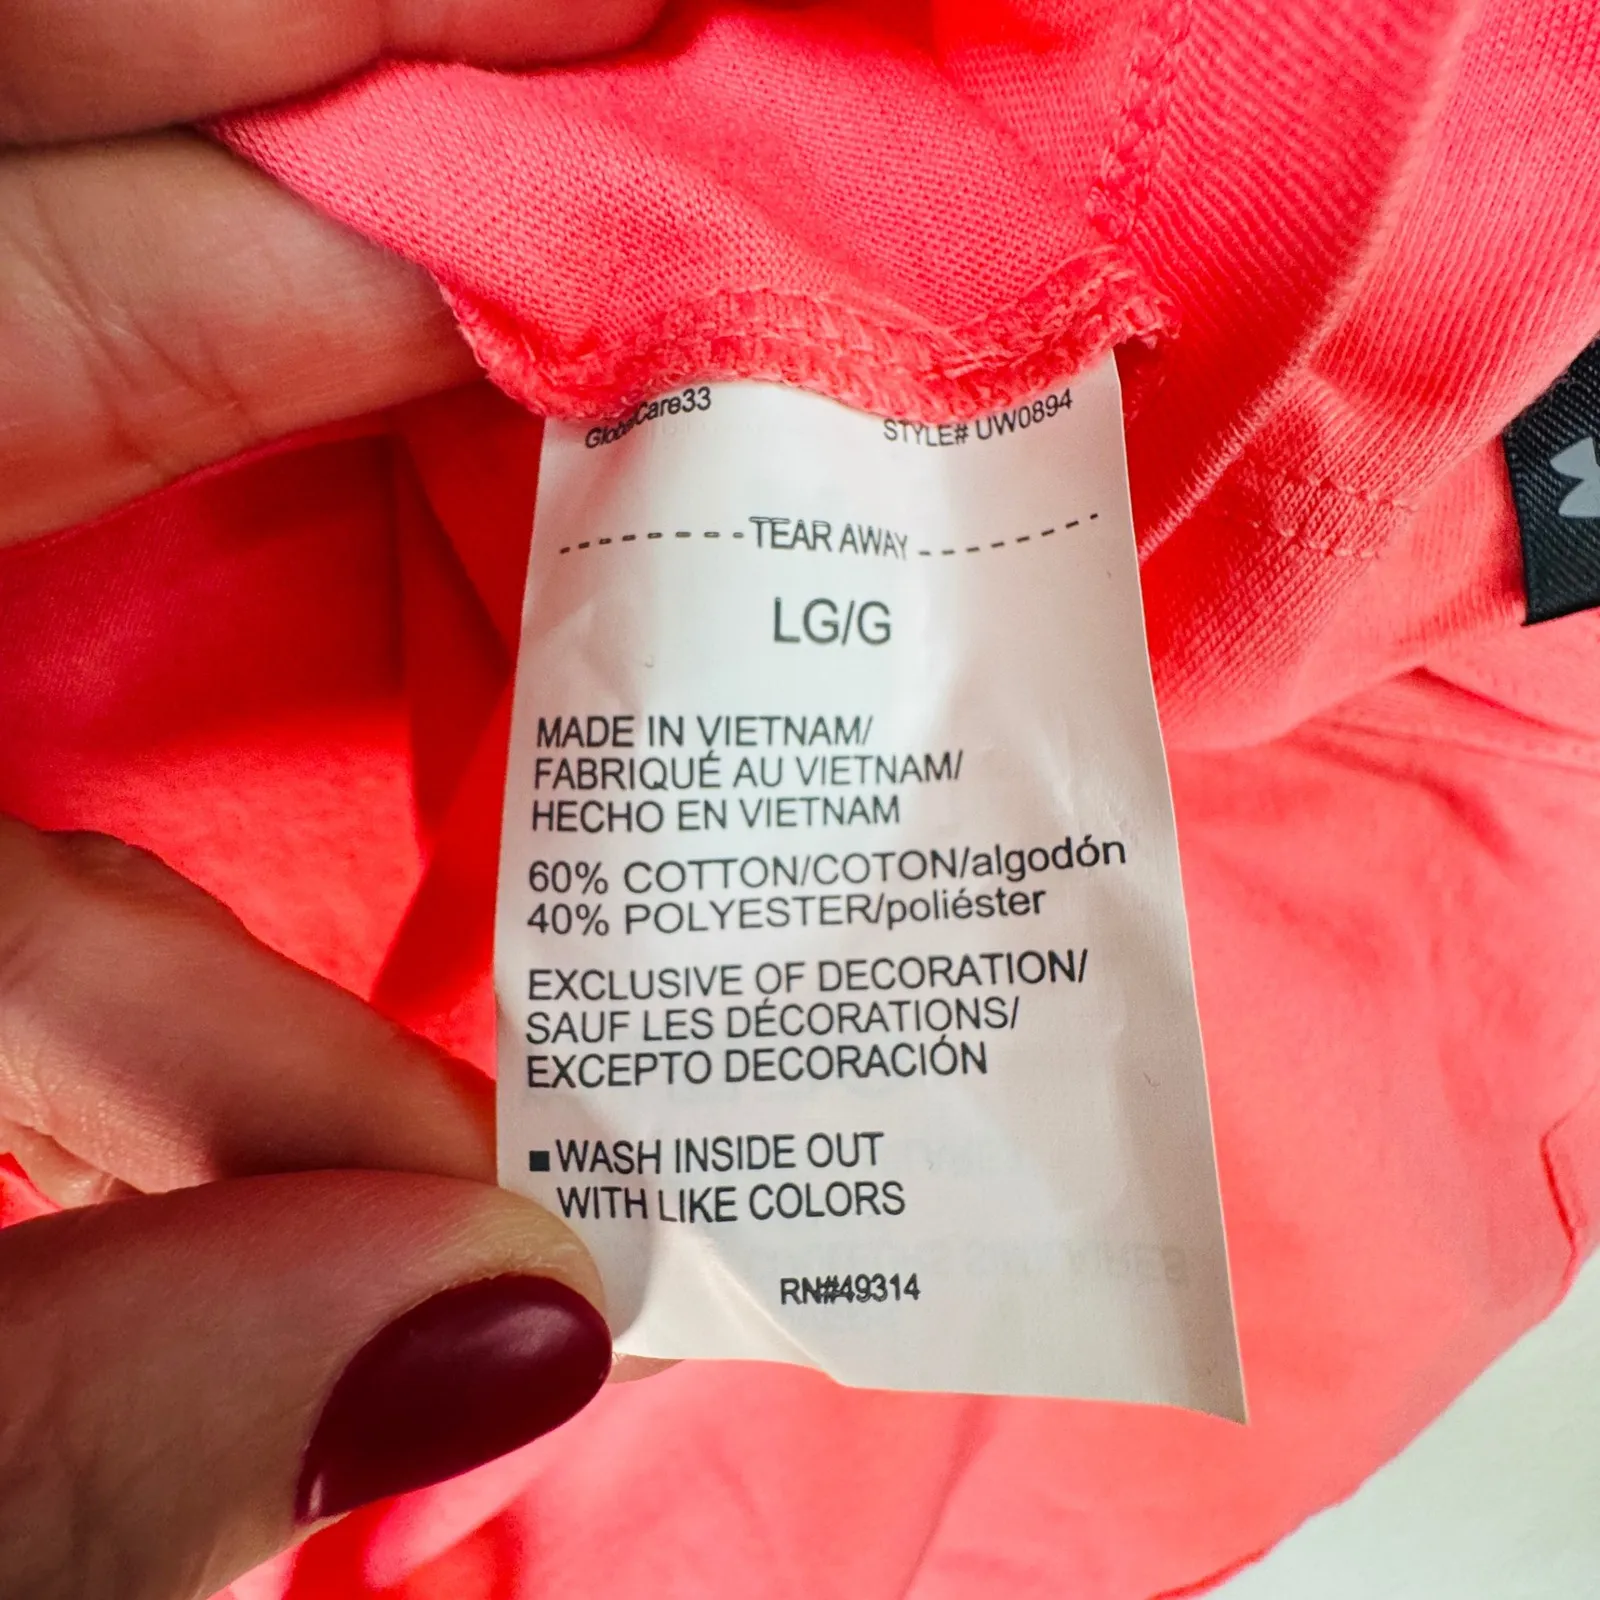 GlobalCare33 STYLE# UW0894
TEAR AWAY
LG/G
MADE IN VIETNAM/
FABRIQUÉ AU VIETNAM/
HECHO EN VIETNAM
60% COTTON/COTON/algodón
40% POLYESTER/poliéster
EXCLUSIVE OF DECORATION/
SAUF LES DÉCORATIONS/
EXCEPTO DECORACIÓN
WASH INSIDE OUT
WITH LIKE COLORS
RN#49314